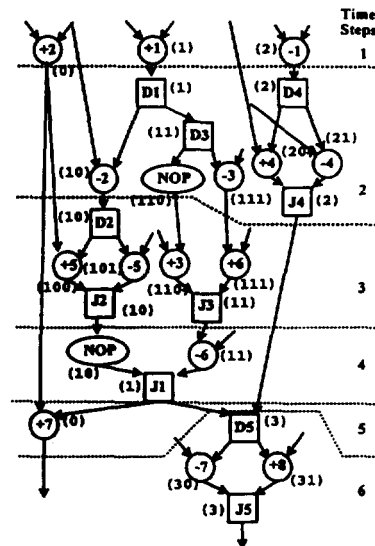 Time
Steps
+2 (0) +1 (1) (2) -1 1
D1 (1) (2) D4
(11) D3
+4 (20) -4 (21)
(10) -2 NOP -3
(110) (111) 2
(10) D2 J4 (2)
+5 (101) -5 +3 +6
(100) (110) (111) 3
J2 (10) J3 (11)
NOP -6 (11)
(10) 4
(1) J1
+7 (0) D5 (3) 5
-7 +8
(30) (31) 6
(3) J5